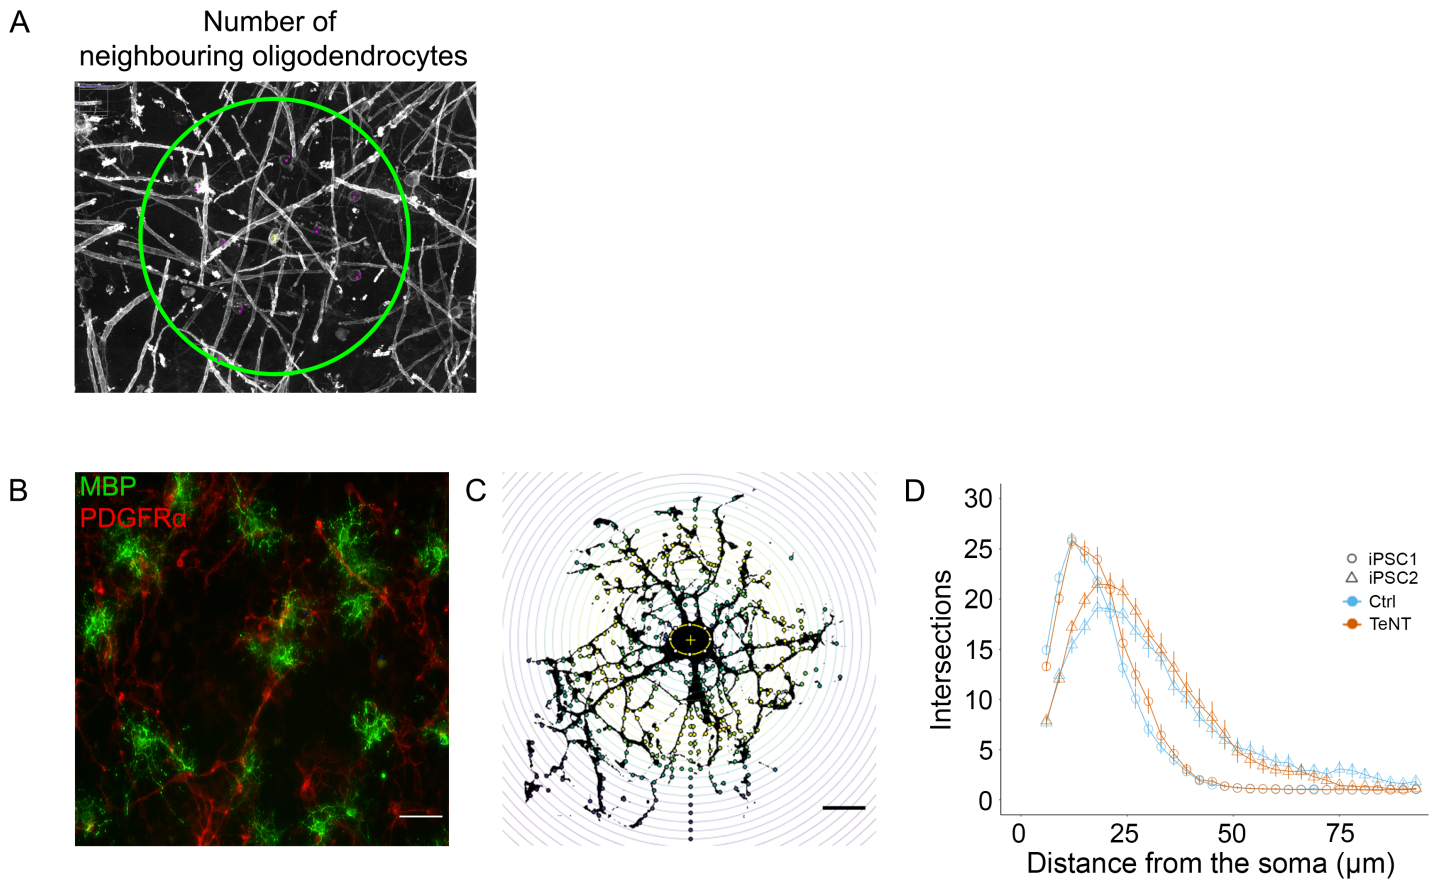 A
Number of
neighbouring oligodendrocytes
B
MBP
PDGFRα
C
D
Intersections
30
25
20
15
10
5
0
0
25
50
75
Distance from the soma (µm)
iPSC1
iPSC2
Ctrl
TeNT